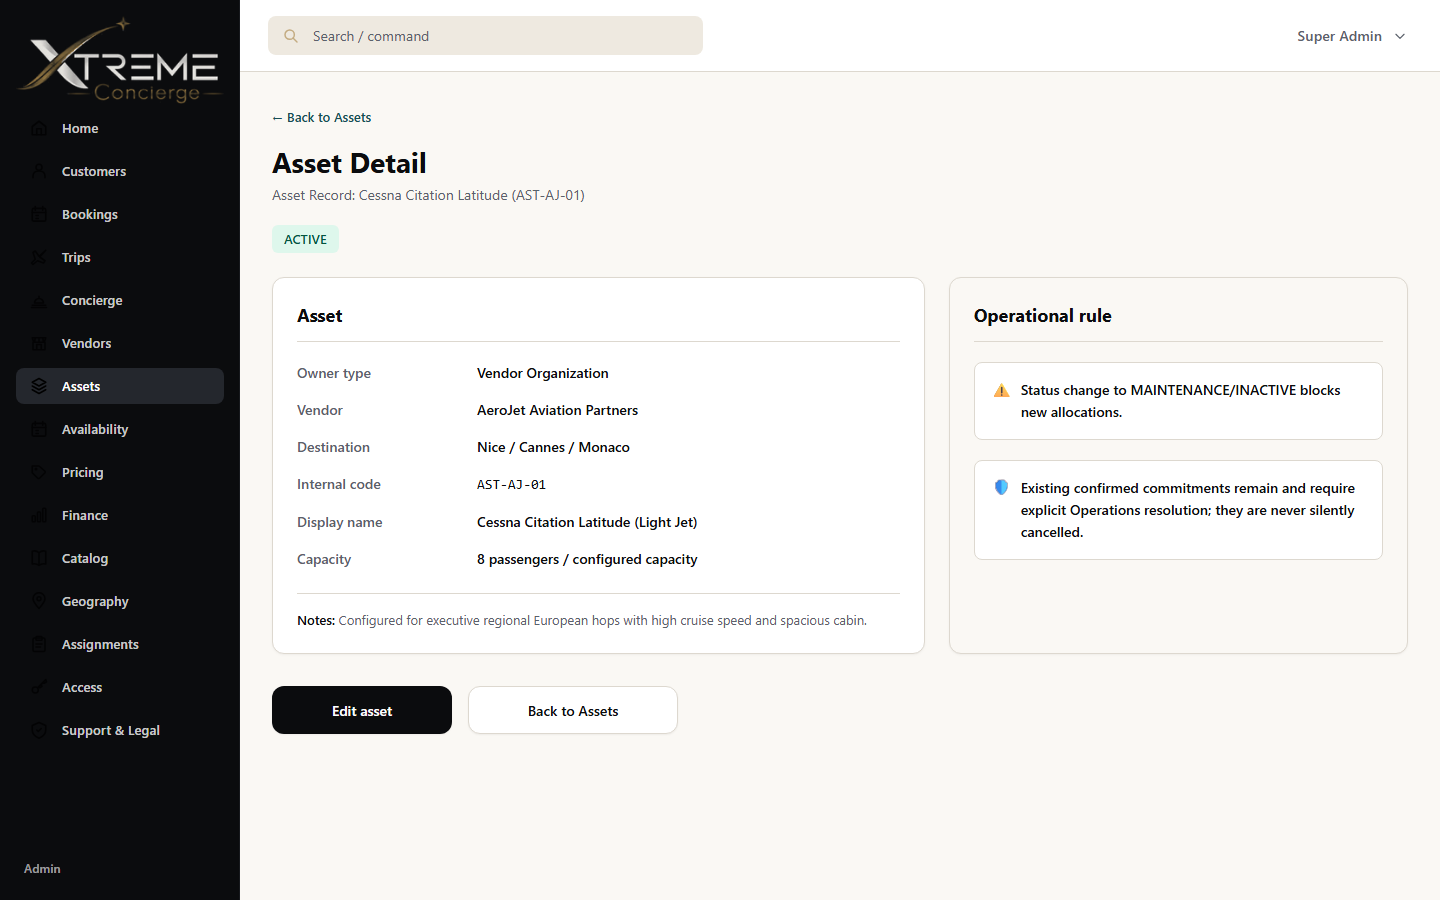 XTREME
Concierge
Home
Customers
Bookings
Trips
Concierge
Vendors
Assets
Availability
Pricing
Finance
Catalog
Geography
Assignments
Access
Support & Legal
Admin
Search / command
Super Admin
← Back to Assets
Asset Detail
Asset Record: Cessna Citation Latitude (AST-AJ-01)
ACTIVE
Asset
Owner type Vendor Organization
Vendor AeroJet Aviation Partners
Destination Nice / Cannes / Monaco
Internal code AST-AJ-01
Display name Cessna Citation Latitude (Light Jet)
Capacity 8 passengers / configured capacity
Notes: Configured for executive regional European hops with high cruise speed and spacious cabin.
Operational rule
Status change to MAINTENANCE/INACTIVE blocks
new allocations.
Existing confirmed commitments remain and require
explicit Operations resolution; they are never silently
cancelled.
Edit asset
Back to Assets